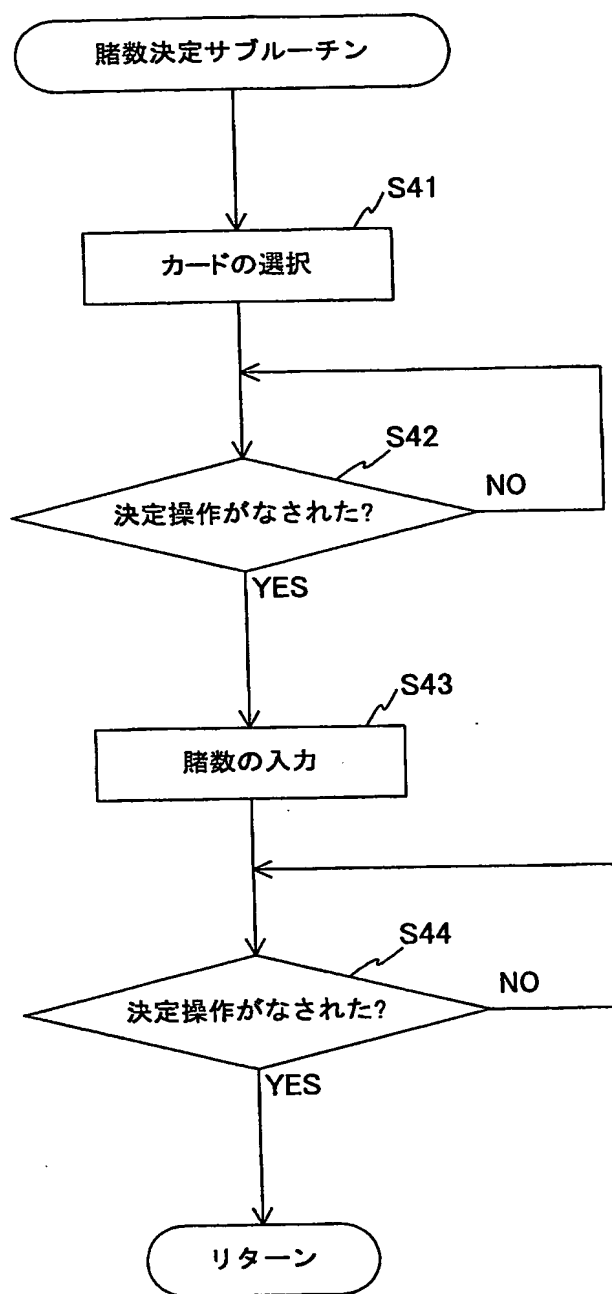 賭数決定サブルーチン
S41
カードの選択
S42
決定操作がなされた?
NO
YES
S43
賭数の入力
S44
決定操作がなされた?
NO
YES
リターン